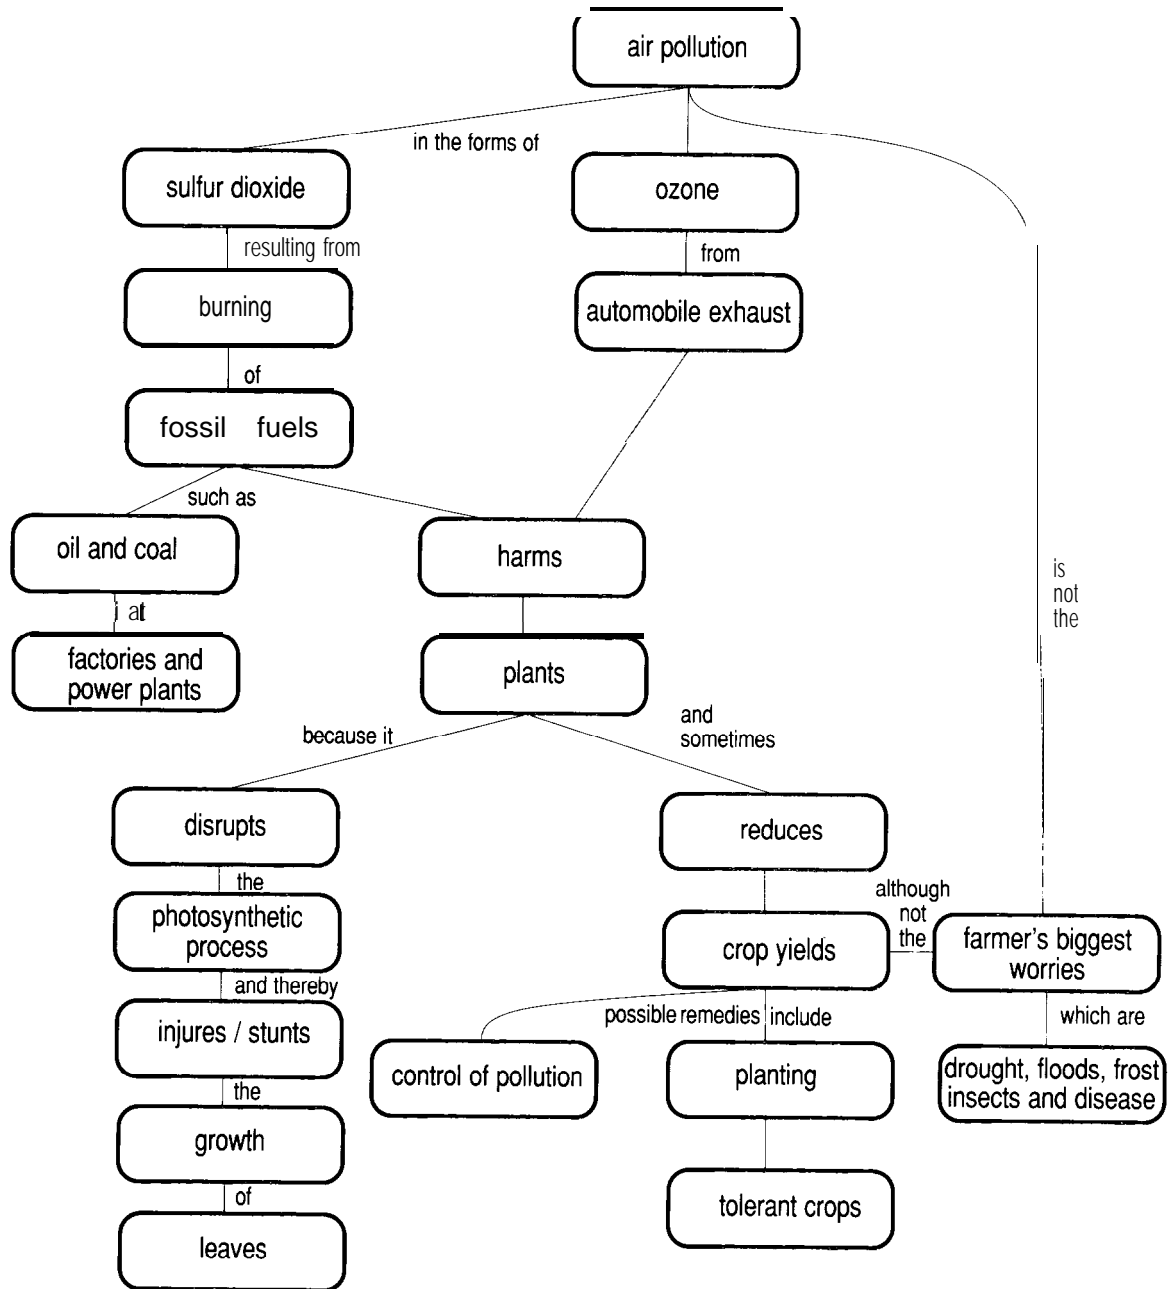 air pollution
in the forms of
sulfur dioxide
ozone
resulting from
from
burning
automobile exhaust
of
fossil fuels
such as
oil and coal
harms
at
is
not
the
factories and
power plants
plants
because it
and
sometimes
disrupts
reduces
the
although
not
the
photosynthetic
process
crop yields
farmer's biggest
worries
and thereby
possible remedies include
which are
injures / stunts
control of pollution
planting
drought, floods, frost
insects and disease
the
growth
of
tolerant crops
leaves